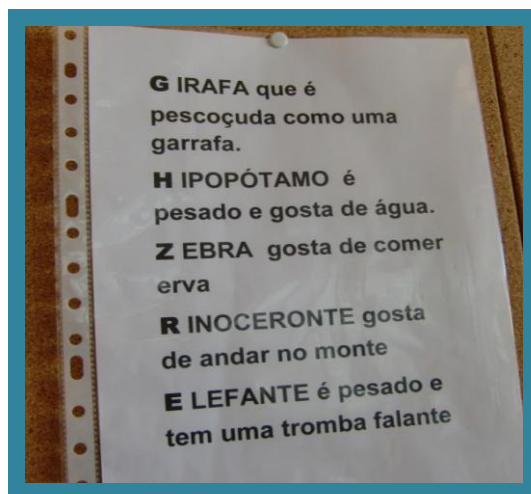 G IRAFA que é
pescoçuda como uma
garrafa.
H IPOPÓTAMO é
pesado e gosta de água.
Z EBRA gosta de comer
erva
R INOCERONTE gosta
de andar no monte
E LEFANTE é pesado e
tem uma tromba falante